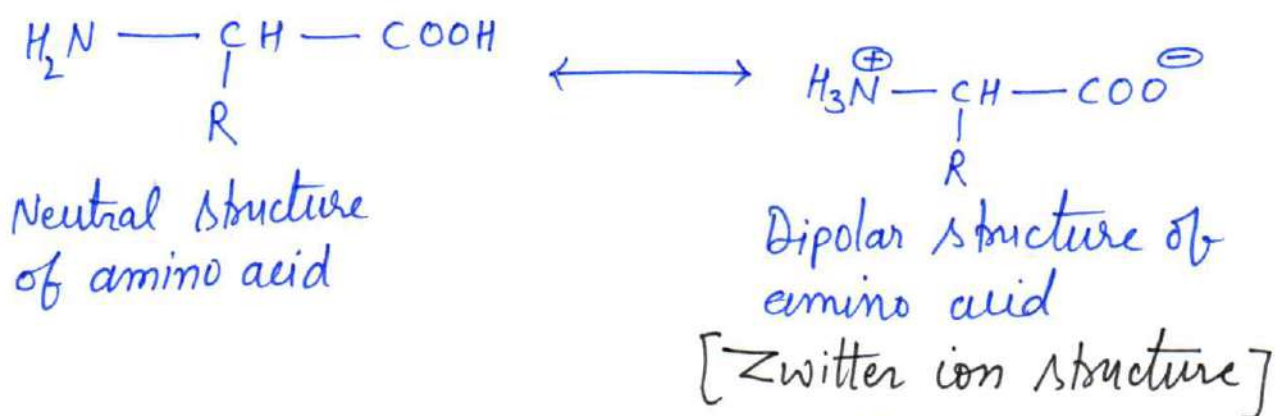 H₂N — CH — COOH ⟷ H₃N⊕ — CH — COO⊖
R R
Neutral structure
of amino acid
Dipolar structure of
amino acid
[Zwitter ion structure]